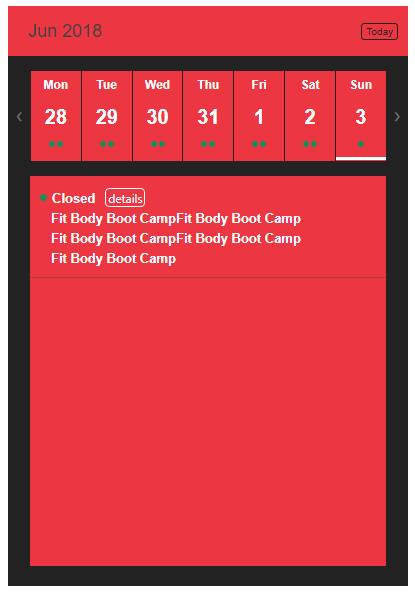 Jun 2018 Today
Mon Tue Wed Thu Fri Sat Sun
‹ 28 29 30 31 1 2 3 ›
Closed details
Fit Body Boot CampFit Body Boot Camp
Fit Body Boot CampFit Body Boot Camp
Fit Body Boot Camp